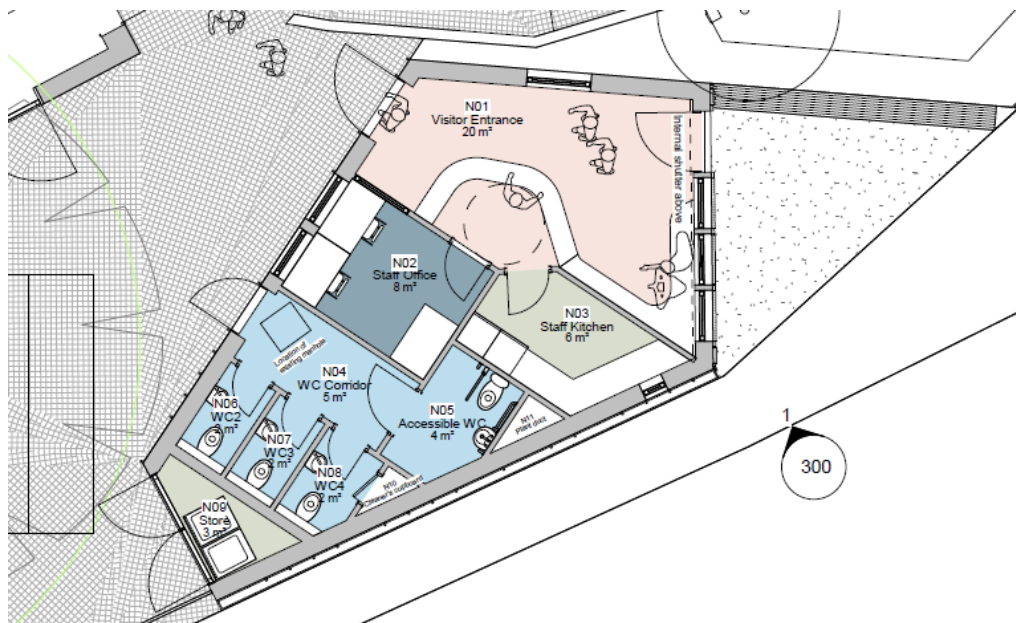 N01
Visitor Entrance
20 m²
Internal shutter above
N02
Staff Office
8 m²
N03
Staff Kitchen
6 m²
Location of
existing manhole
N04
WC Corridor
5 m²
N05
Accessible WC
4 m²
N06
WC2
2 m²
N07
WC3
2 m²
N08
WC4
2 m²
N11
Plant duct
N10
Cleaner's cupboard
N09
Store
3 m²
1
300